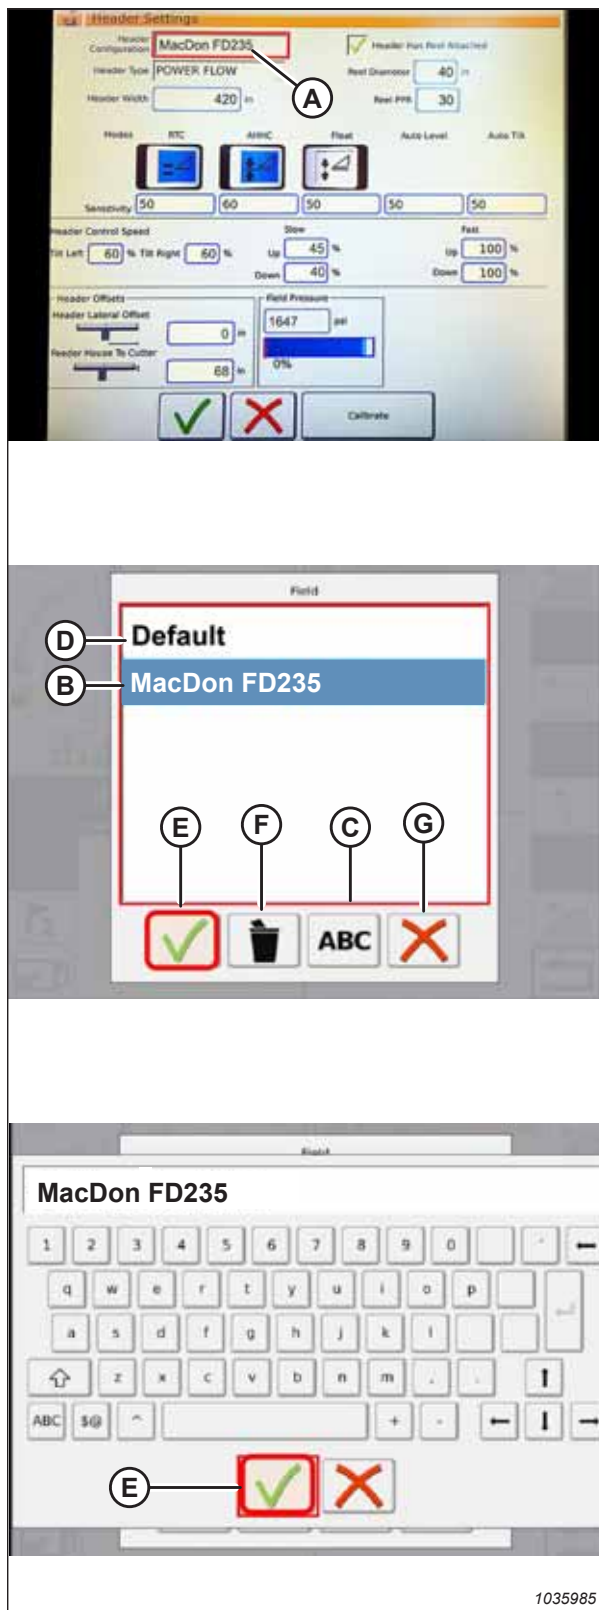 Header Settings
Header Configuration MacDon FD235 Header Has Reel Attached
Header Type POWER FLOW Reel Diameter 40 in
Header Width 420 in Reel PPR 30
A
Modes RTC AHHC Float Auto Level Auto Tilt
Sensitivity 50 60 50 50 50
Header Control Speed Slow Fast
Tilt Left 60 % Tilt Right 60 % Up 45 % Up 100 %
Down 40 % Down 100 %
Header Offsets Field Pressure
Header Lateral Offset 1647 psi
0
Feeder House To Cutter 0%
68
Calibrate
Field
D Default
B MacDon FD235
E F C G
ABC
Field
MacDon FD235
1 2 3 4 5 6 7 8 9 0
q w e r t y u i o p
a s d f g h j k l
z x c v b n m , .
ABC $@ ^ + -
E
1035985